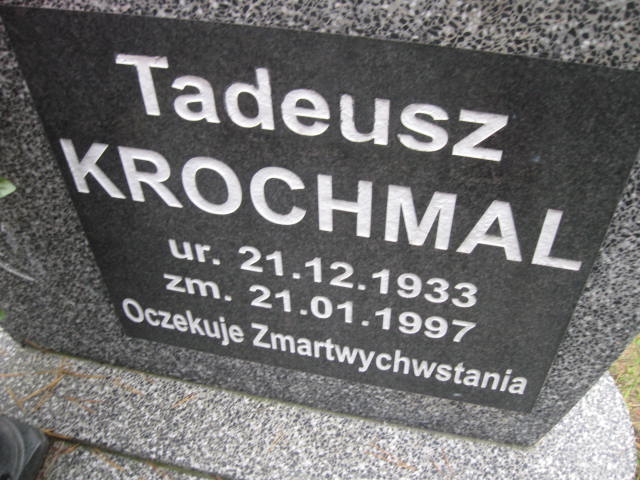 Tadeusz
KROCHMAL
ur. 21.12.1933
zm. 21.01.1997
Oczekuje Zmartwychwstania